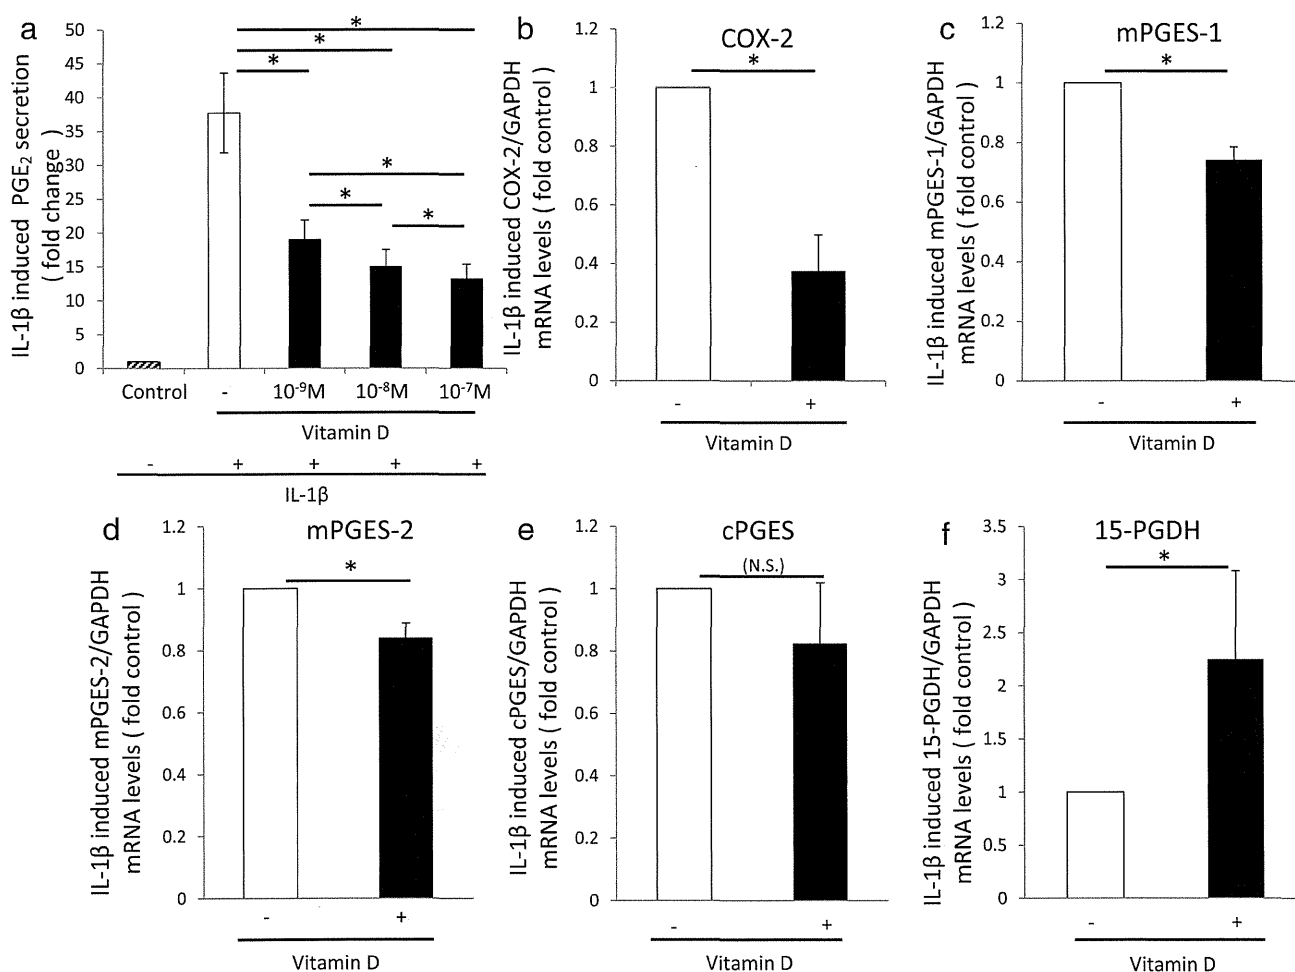 a
IL-1β induced PGE2 secretion
( fold change)
50
45
40
35
30
25
20
15
10
5
0
*
*
*
*
*
*
Control
-
10-9M
10-8M
10-7M
Vitamin D
-
+
+
+
+
IL-1β
b
COX-2
*
IL-1β induced COX-2/GAPDH
mRNA levels ( fold control)
1.2
1
0.8
0.6
0.4
0.2
0
-
+
Vitamin D
c
mPGES-1
*
IL-1β induced mPGES-1/GAPDH
mRNA levels ( fold control)
1.2
1
0.8
0.6
0.4
0.2
0
-
+
Vitamin D
d
mPGES-2
*
IL-1β induced mPGES-2/GAPDH
mRNA levels ( fold control)
1.2
1
0.8
0.6
0.4
0.2
0
-
+
Vitamin D
e
cPGES
(N.S.)
IL-1β induced cPGES/GAPDH
mRNA levels ( fold control)
1.2
1
0.8
0.6
0.4
0.2
0
-
+
Vitamin D
f
15-PGDH
*
IL-1β induced 15-PGDH/GAPDH
mRNA levels ( fold control)
3.5
3
2.5
2
1.5
1
0.5
0
-
+
Vitamin D